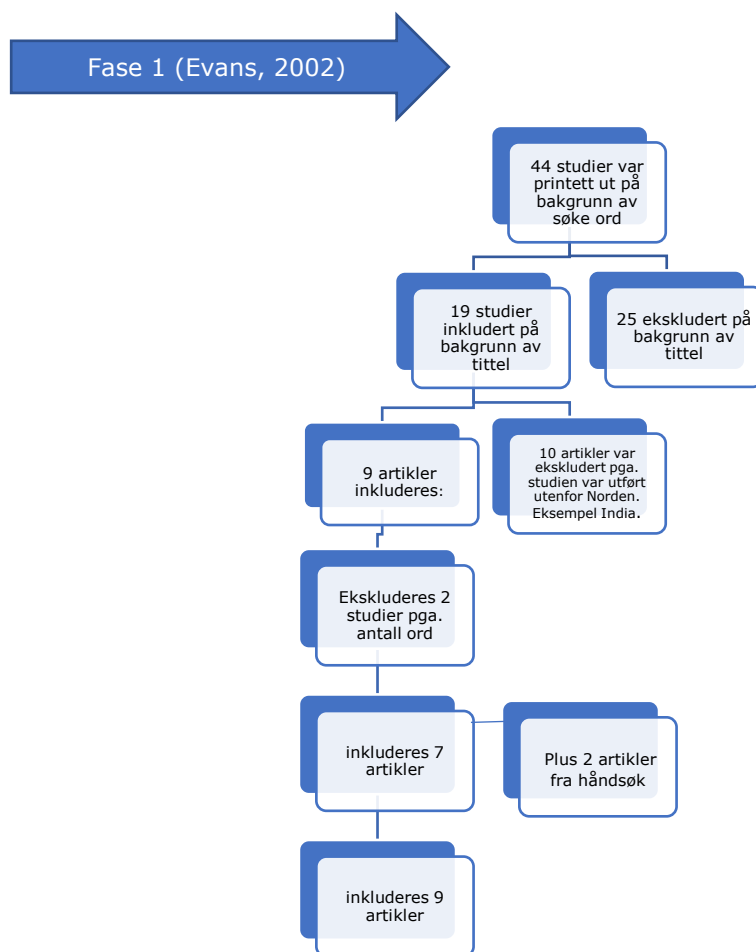 Fase 1 (Evans, 2002)
44 studier var
printett ut på
bakgrunn av
søke ord
19 studier
inkludert på
bakgrunn av
tittel
25 ekskludert på
bakgrunn av
tittel
9 artikler
inkluderes:
10 artikler var
ekskludert pga.
studien var utført
utenfor Norden.
Eksempel India.
Ekskluderes 2
studier pga.
antall ord
inkluderes 7
artikler
Plus 2 artikler
fra håndsøk
inkluderes 9
artikler